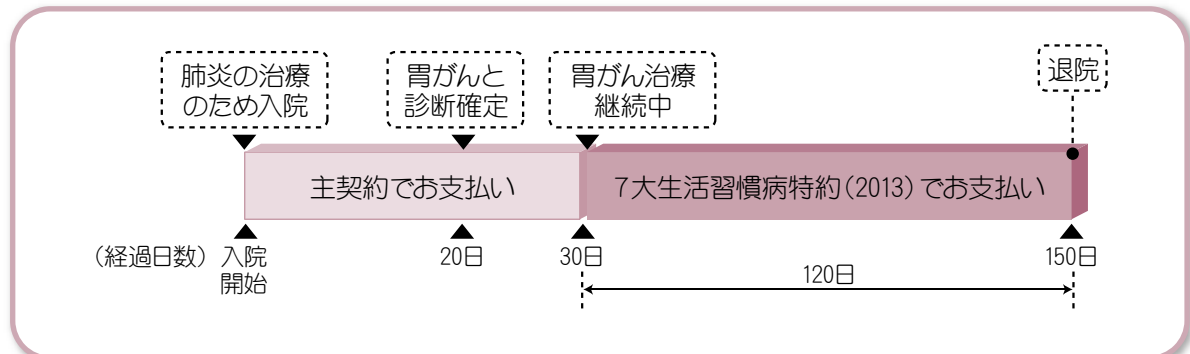 肺炎の治療
のため入院
胃がんと
診断確定
胃がん治療
継続中
退院
主契約でお支払い
7大生活習慣病特約(2013)でお支払い
(経過日数)
入院
開始
20日
30日
150日
120日